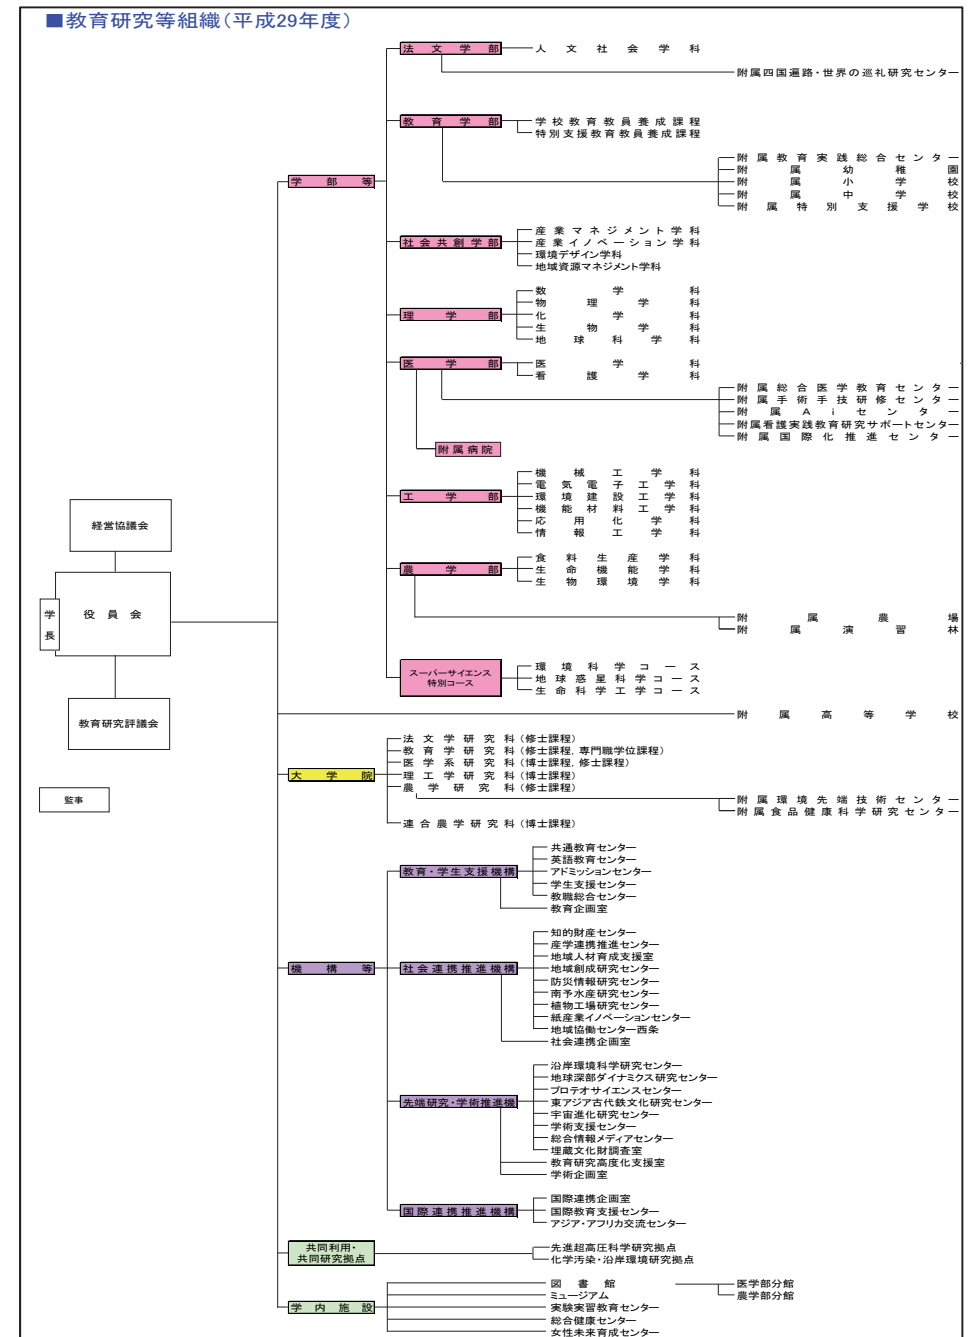 ■教育研究等組織（平成29年度）
法文学部
人文社会学科
附属四国遍路・世界の巡礼研究センター
教育学部
学校教育教員養成課程
特別支援教育教員養成課程
附属教育実践総合センター
附属幼稚園
附属小学校
附属中学校
附属特別支援学校
学部等
社会共創学部
産業マネジメント学科
産業イノベーション学科
環境デザイン学科
地域資源マネジメント学科
理学部
数学科
物理学科
化学科
生物学科
地球科学科
医学部
医学科
看護学科
附属総合医学教育センター
附属手術手技研修センター
附属Aiセンター
附属看護実践教育研究サポートセンター
附属国際化推進センター
附属病院
工学部
機械工学科
電気電子工学科
環境建設工学科
機能材料工学科
応用化学科
情報工学科
農学部
食料生産学科
生命機能学科
生物環境学科
附属農場
附属演習林
スーパーサイエンス
特別コース
環境科学コース
地球惑星科学コース
生命科学工学コース
経営協議会
学長
役員会
教育研究評議会
監事
附属高等学校
大学院
法文学研究科（修士課程）
教育学研究科（修士課程，専門職学位課程）
医学系研究科（博士課程，修士課程）
理工学研究科（博士課程）
農学研究科（修士課程）
附属環境先端技術センター
附属食品健康科学研究センター
連合農学研究科（博士課程）
機構等
教育・学生支援機構
共通教育センター
英語教育センター
アドミッションセンター
学生支援センター
教職総合センター
教育企画室
社会連携推進機構
知的財産センター
産学連携推進センター
地域人材育成支援室
地域創成研究センター
防災情報研究センター
南予水産研究センター
植物工場研究センター
紙産業イノベーションセンター
地域協働センター西条
社会連携企画室
先端研究・学術推進機
沿岸環境科学研究センター
地球深部ダイナミクス研究センター
プロテオサイエンスセンター
東アジア古代鉄文化研究センター
宇宙進化研究センター
学術支援センター
総合情報メディアセンター
埋蔵文化財調査室
教育研究高度化支援室
学術企画室
国際連携推進機構
国際連携企画室
国際教育支援センター
アジア・アフリカ交流センター
共同利用・
共同研究拠点
先進超高圧科学研究拠点
化学汚染・沿岸環境研究拠点
学内施設
図書館
医学部分館
農学部分館
ミュージアム
実験実習教育センター
総合健康センター
女性未来育成センター